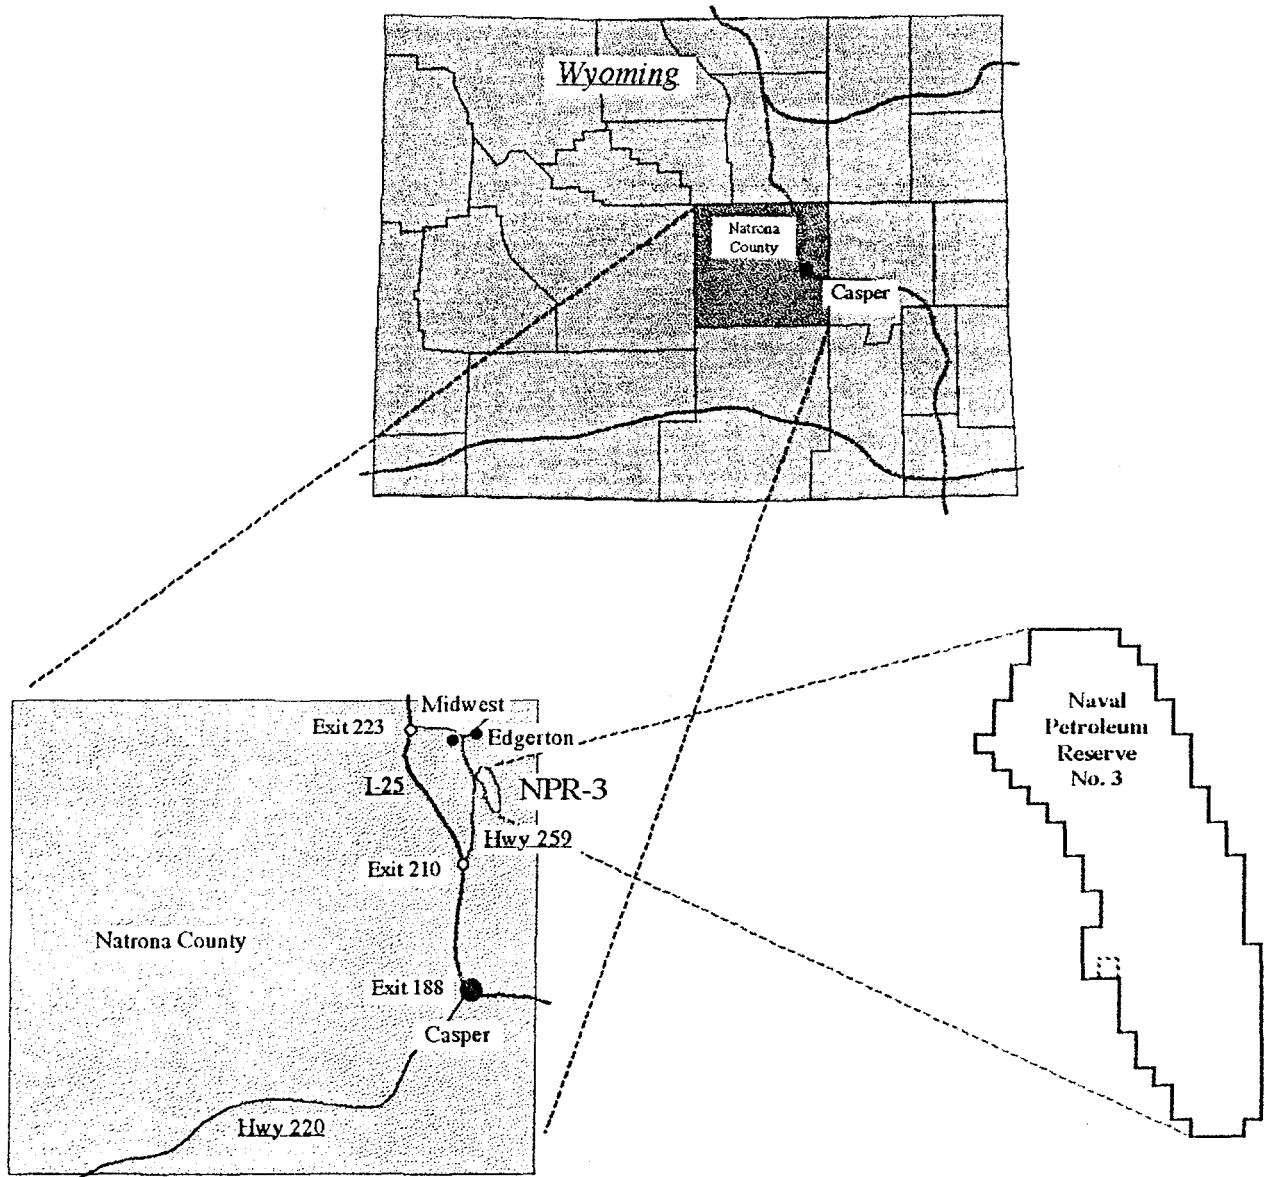 Wyoming
Natrona
County
Casper
Midwest
Exit 223
Edgerton
I-25
NPR-3
Hwy 259
Exit 210
Natrona County
Exit 188
Casper
Hwy 220
Naval
Petroleum
Reserve
No. 3